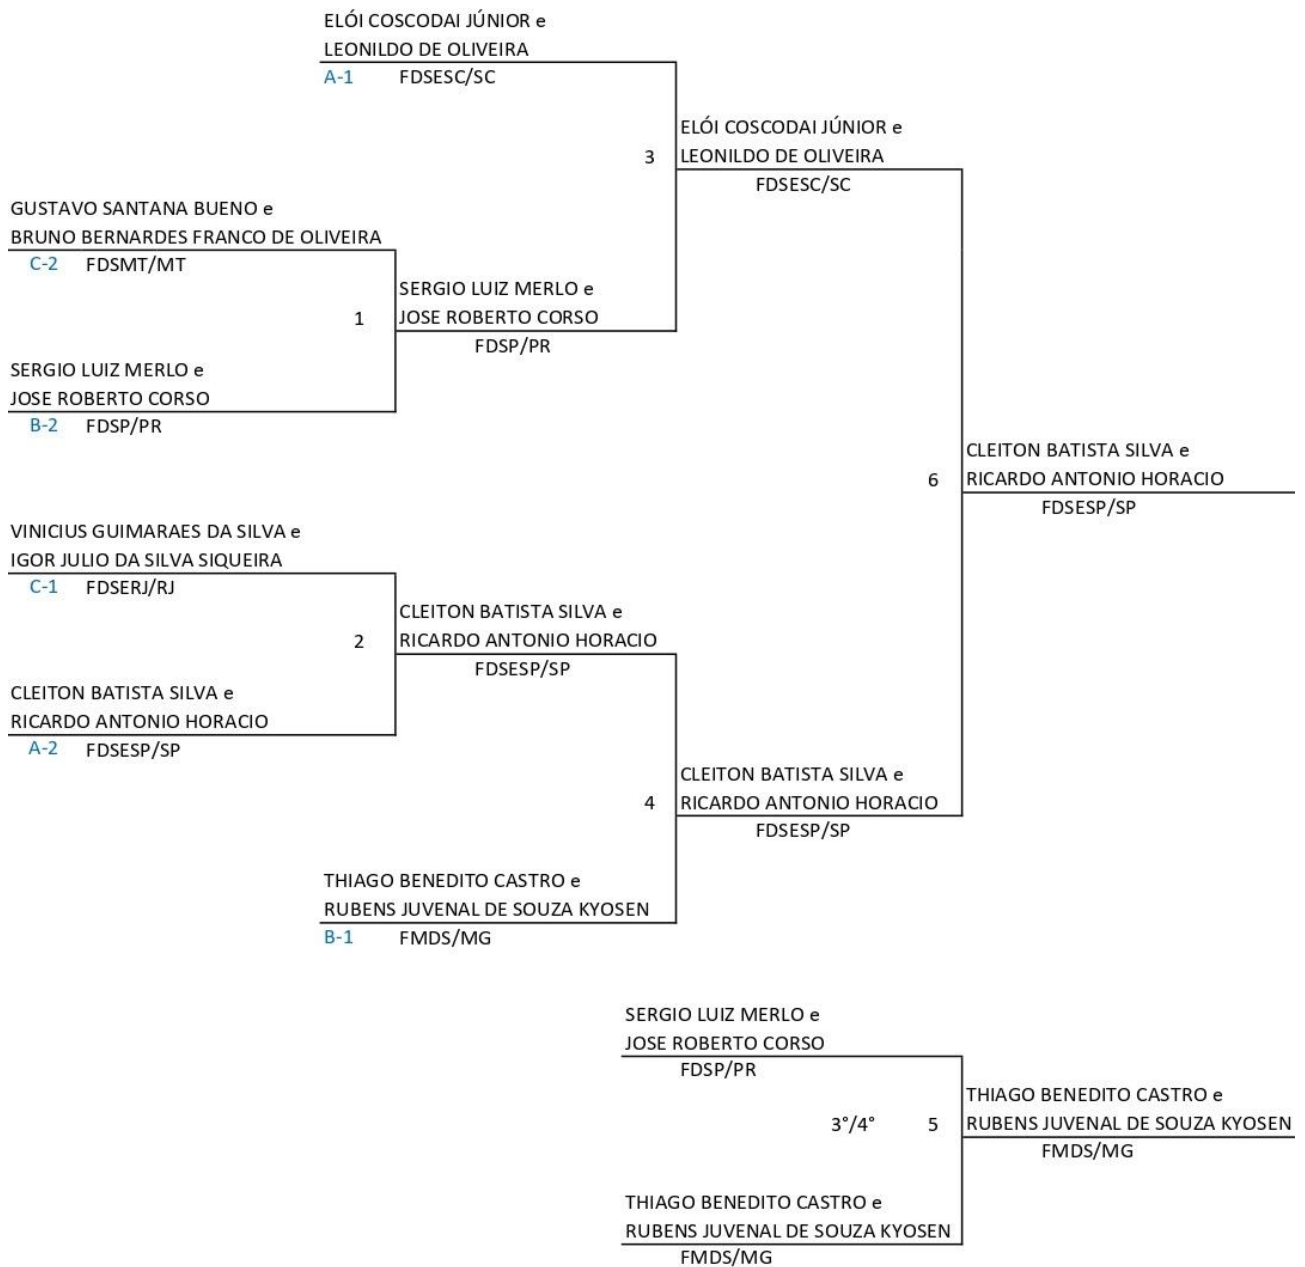 ELÓI COSCODAI JÚNIOR e
LEONILDO DE OLIVEIRA
A-1 FDSESC/SC
ELÓI COSCODAI JÚNIOR e
3 LEONILDO DE OLIVEIRA
FDSESC/SC
GUSTAVO SANTANA BUENO e
BRUNO BERNARDES FRANCO DE OLIVEIRA
C-2 FDSMT/MT
SERGIO LUIZ MERLO e
1 JOSE ROBERTO CORSO
FDSP/PR
SERGIO LUIZ MERLO e
JOSE ROBERTO CORSO
B-2 FDSP/PR
CLEITON BATISTA SILVA e
6 RICARDO ANTONIO HORACIO
FDSESP/SP
VINICIUS GUIMARAES DA SILVA e
IGOR JULIO DA SILVA SIQUEIRA
C-1 FDSERJ/RJ
CLEITON BATISTA SILVA e
2 RICARDO ANTONIO HORACIO
FDSESP/SP
CLEITON BATISTA SILVA e
RICARDO ANTONIO HORACIO
A-2 FDSESP/SP
CLEITON BATISTA SILVA e
4 RICARDO ANTONIO HORACIO
FDSESP/SP
THIAGO BENEDITO CASTRO e
RUBENS JUVENAL DE SOUZA KYOSEN
B-1 FMDS/MG
SERGIO LUIZ MERLO e
JOSE ROBERTO CORSO
FDSP/PR
THIAGO BENEDITO CASTRO e
3°/4° 5 RUBENS JUVENAL DE SOUZA KYOSEN
FMDS/MG
THIAGO BENEDITO CASTRO e
RUBENS JUVENAL DE SOUZA KYOSEN
FMDS/MG